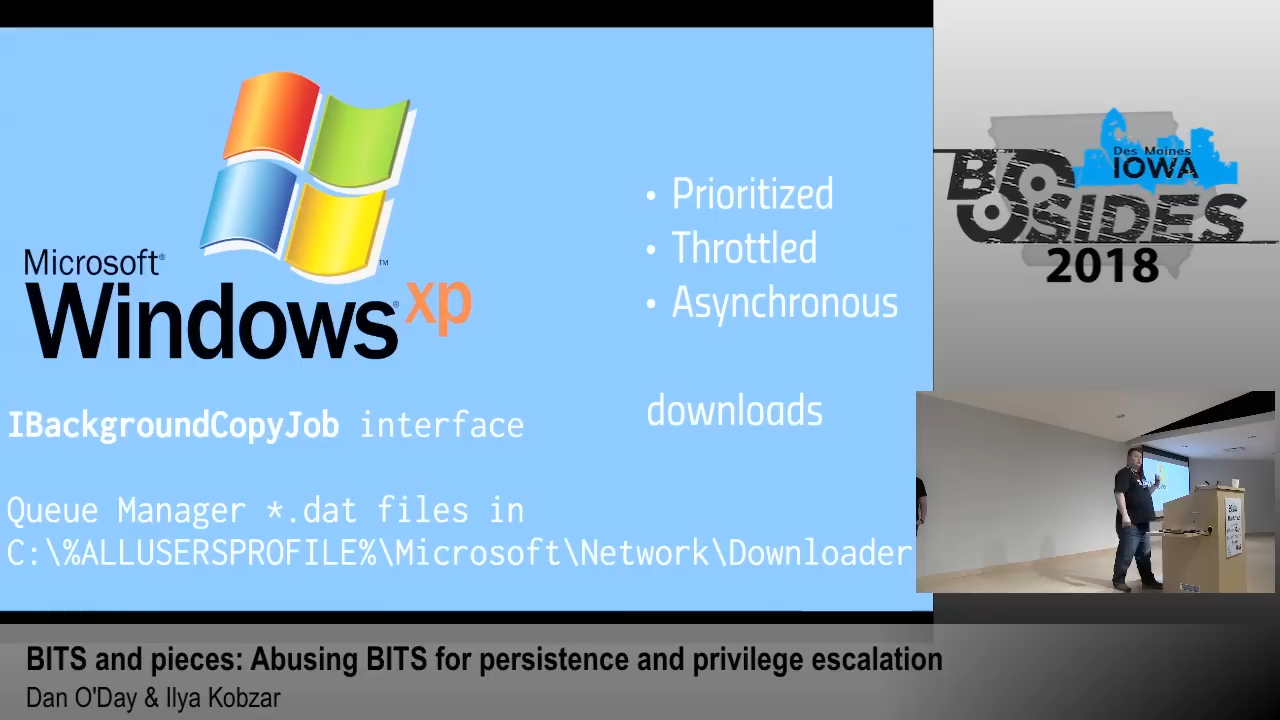 Microsoft®
Windows® xp
™
• Prioritized
• Throttled
• Asynchronous
downloads
IBackgroundCopyJob interface
Queue Manager *.dat files in
C:\%ALLUSERSPROFILE%\Microsoft\Network\Downloader
Des Moines
IOWA
BSIDES
2018
BITS and pieces: Abusing BITS for persistence and privilege escalation
Dan O'Day & Ilya Kobzar